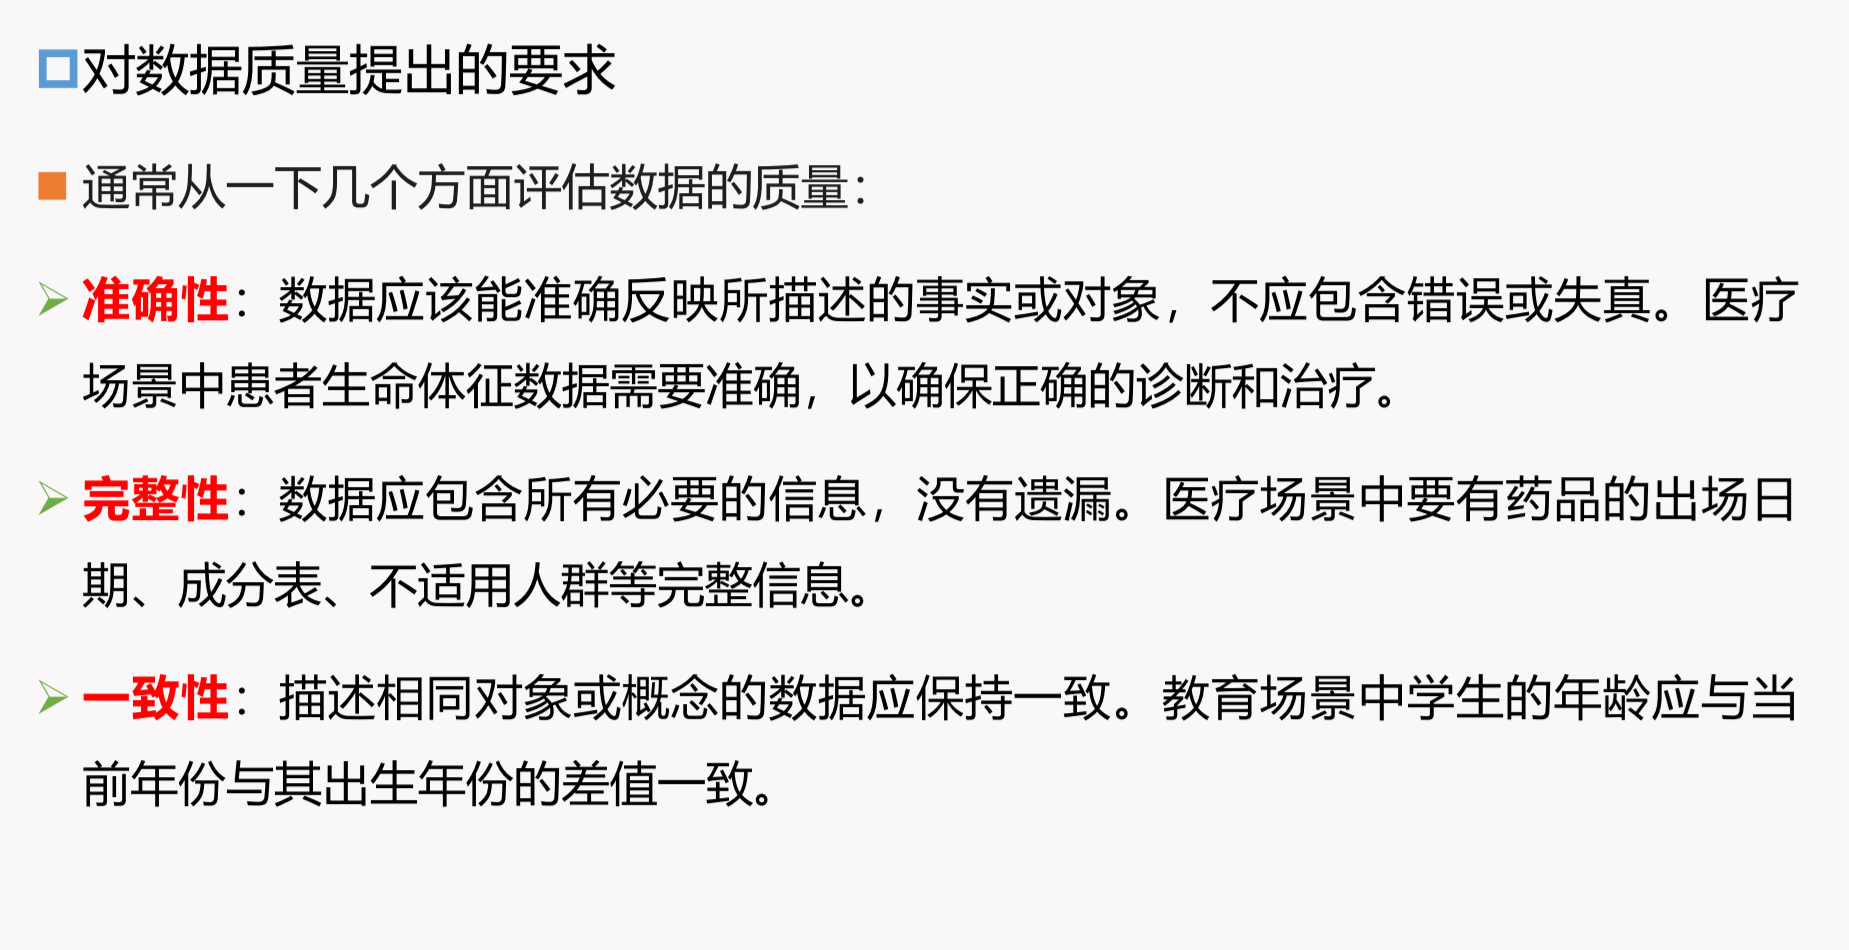 对数据质量提出的要求
通常从一下几个方面评估数据的质量：
准确性：数据应该能准确反映所描述的事实或对象，不应包含错误或失真。医疗
场景中患者生命体征数据需要准确，以确保正确的诊断和治疗。
完整性：数据应包含所有必要的信息，没有遗漏。医疗场景中要有药品的出场日
期、成分表、不适用人群等完整信息。
一致性：描述相同对象或概念的数据应保持一致。教育场景中学生的年龄应与当
前年份与其出生年份的差值一致。